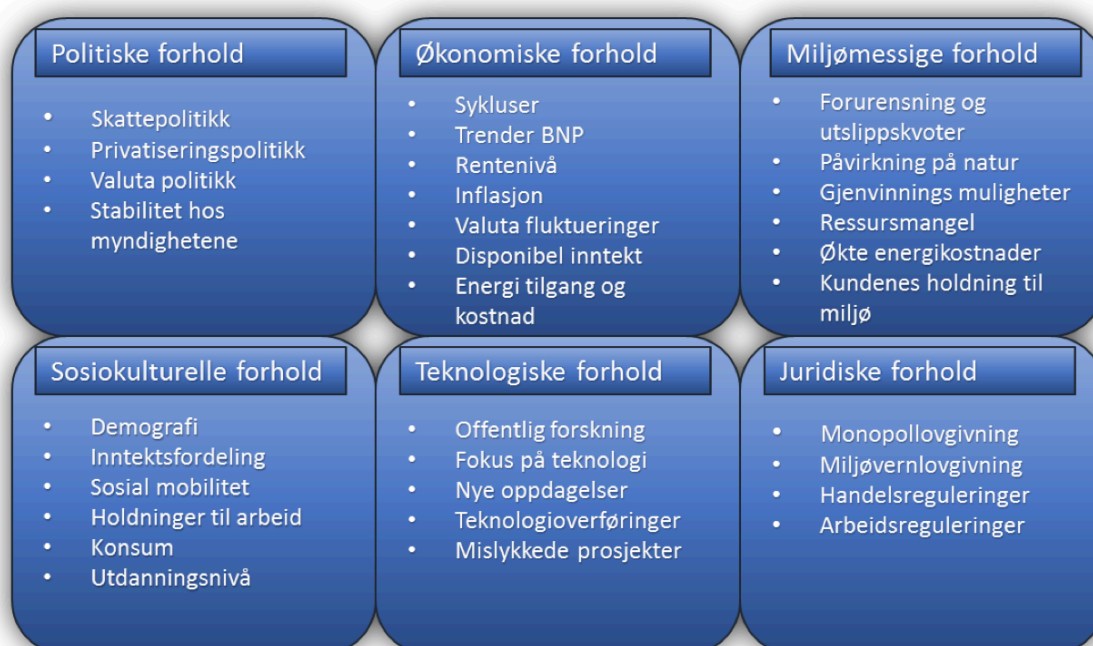 Politiske forhold
• Skattepolitikk
• Privatiseringspolitikk
• Valuta politikk
• Stabilitet hos
myndighetene
Økonomiske forhold
• Sykluser
• Trender BNP
• Rentenivå
• Inflasjon
• Valuta fluktueringer
• Disponibel inntekt
• Energi tilgang og
kostnad
Miljømessige forhold
• Forurensning og
utslippskvoter
• Påvirkning på natur
• Gjenvinnings muligheter
• Ressursmangel
• Økte energikostnader
• Kundenes holdning til
miljø
Sosiokulturelle forhold
• Demografi
• Inntektsfordeling
• Sosial mobilitet
• Holdninger til arbeid
• Konsum
• Utdanningsnivå
Teknologiske forhold
• Offentlig forskning
• Fokus på teknologi
• Nye oppdagelser
• Teknologioverføringer
• Mislykkede prosjekter
Juridiske forhold
• Monopollovgivning
• Miljøvernlovgivning
• Handelsreguleringer
• Arbeidsreguleringer